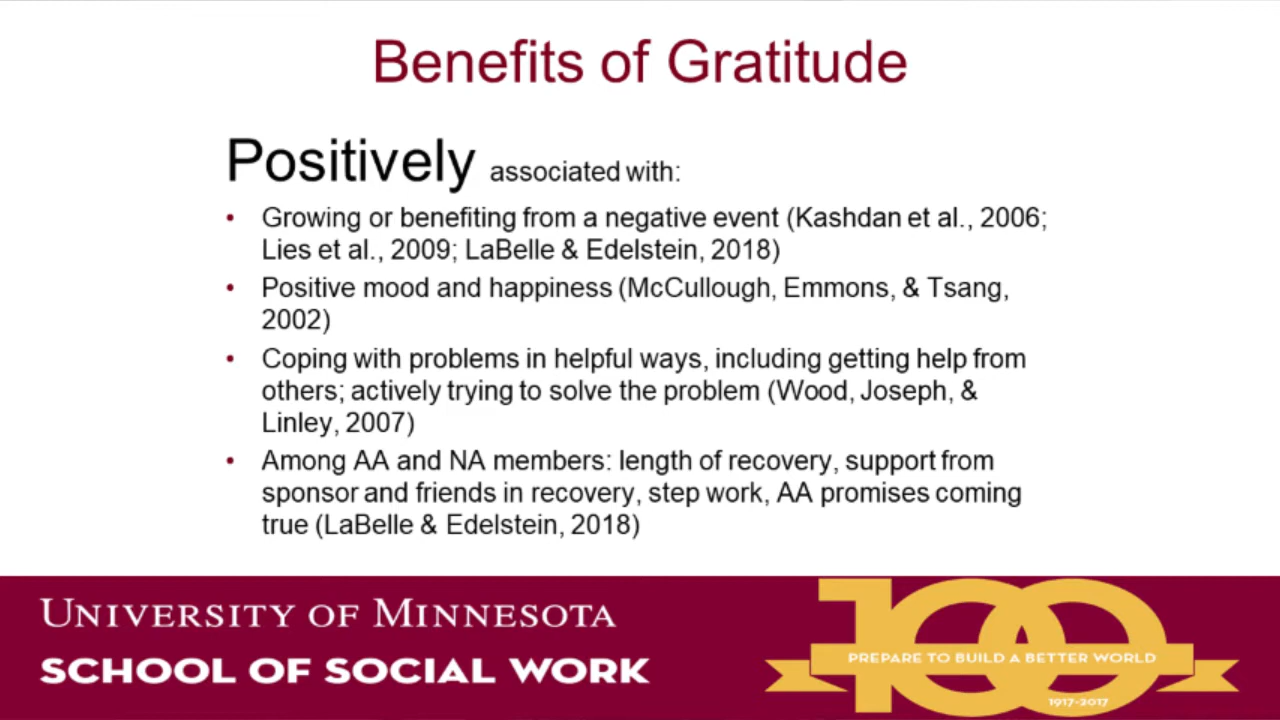 Benefits of Gratitude
Positively associated with:
• Growing or benefiting from a negative event (Kashdan et al., 2006;
Lies et al., 2009; LaBelle & Edelstein, 2018)
• Positive mood and happiness (McCullough, Emmons, & Tsang,
2002)
• Coping with problems in helpful ways, including getting help from
others; actively trying to solve the problem (Wood, Joseph, &
Linley, 2007)
• Among AA and NA members: length of recovery, support from
sponsor and friends in recovery, step work, AA promises coming
true (LaBelle & Edelstein, 2018)
UNIVERSITY OF MINNESOTA
SCHOOL OF SOCIAL WORK
100
PREPARE TO BUILD A BETTER WORLD
1917-2017